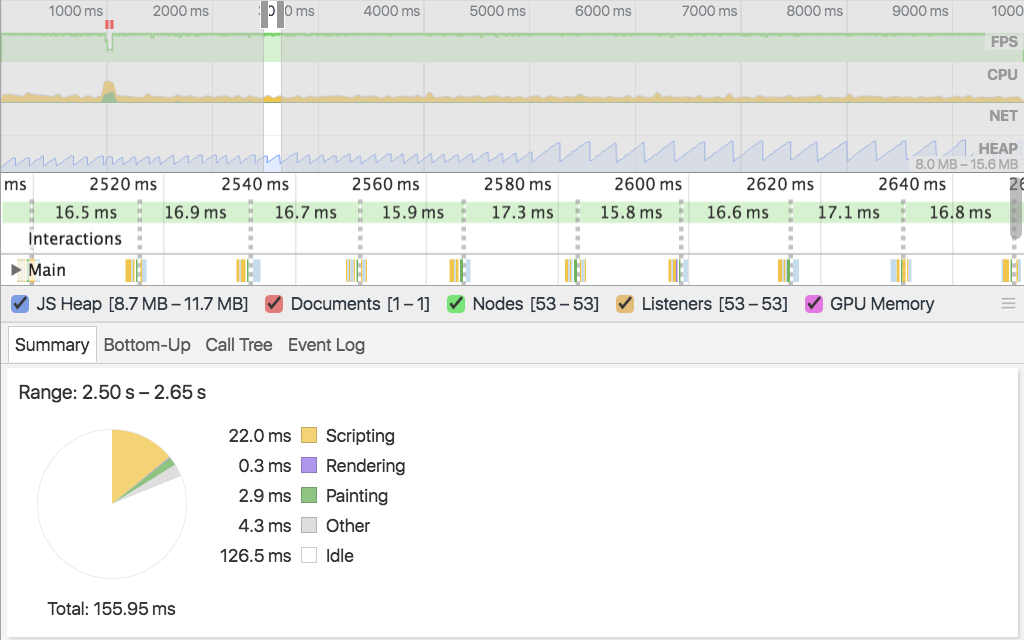 1000 ms 2000 ms 4000 ms 5000 ms 6000 ms 7000 ms 8000 ms 9000 ms 1000
FPS
CPU
NET
HEAP
8.0 MB – 15.6 MB
ms 2520 ms 2540 ms 2560 ms 2580 ms 2600 ms 2620 ms 2640 ms 26
16.5 ms 16.9 ms 16.7 ms 15.9 ms 17.3 ms 15.8 ms 16.6 ms 17.1 ms 16.8 ms
Interactions
Main
JS Heap [8.7 MB – 11.7 MB] Documents [1 – 1] Nodes [53 – 53] Listeners [53 – 53] GPU Memory
Summary Bottom-Up Call Tree Event Log
Range: 2.50 s – 2.65 s
22.0 ms Scripting
0.3 ms Rendering
2.9 ms Painting
4.3 ms Other
126.5 ms Idle
Total: 155.95 ms